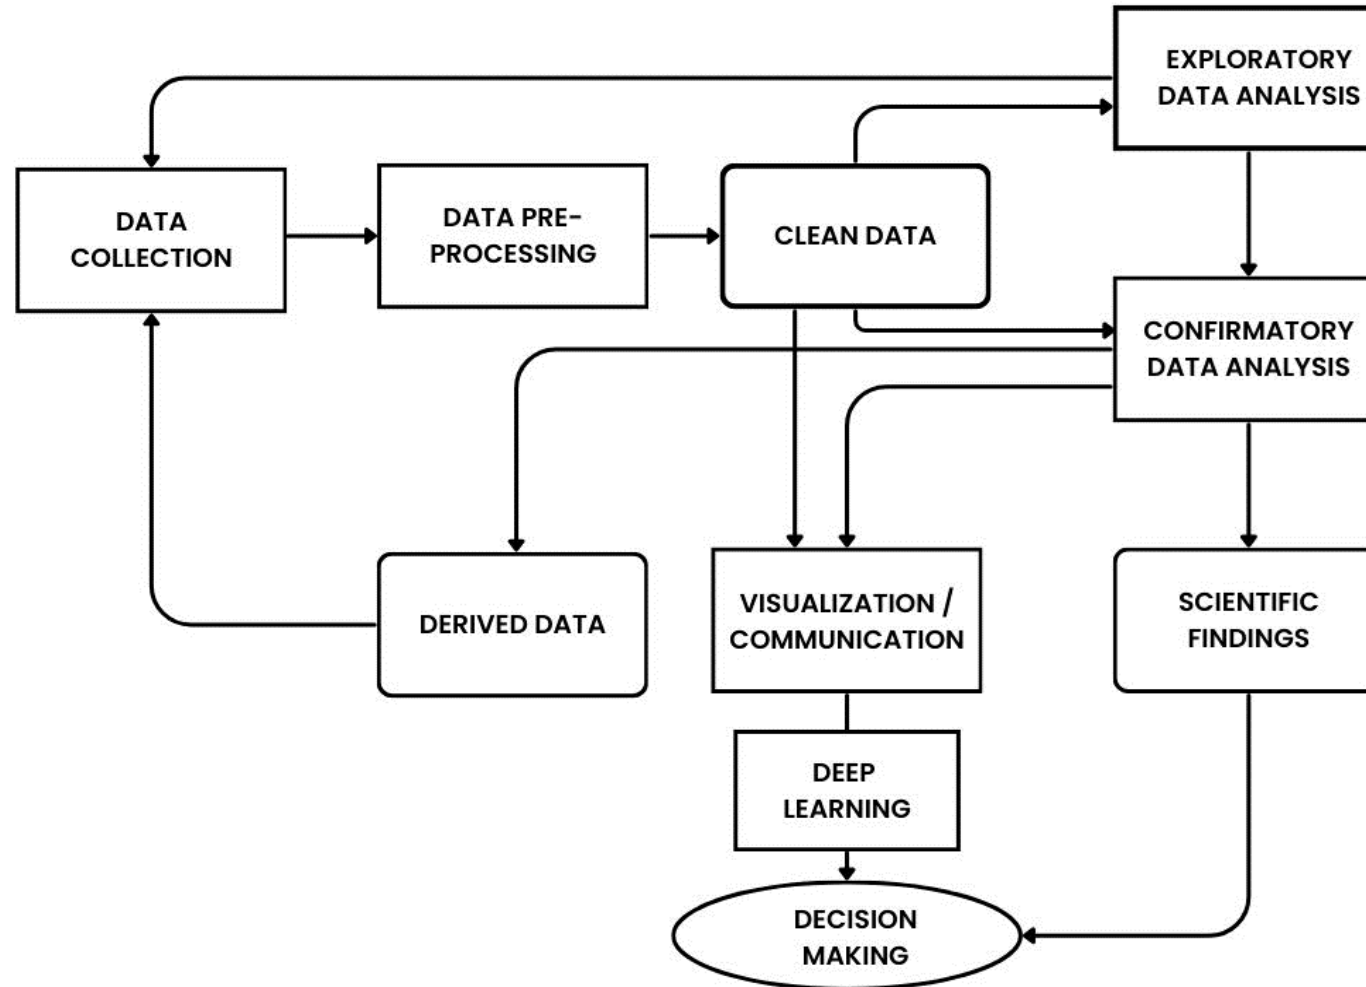 EXPLORATORY
DATA ANALYSIS
DATA
COLLECTION
DATA PRE-
PROCESSING
CLEAN DATA
CONFIRMATORY
DATA ANALYSIS
DERIVED DATA
VISUALIZATION /
COMMUNICATION
SCIENTIFIC
FINDINGS
DEEP
LEARNING
DECISION
MAKING